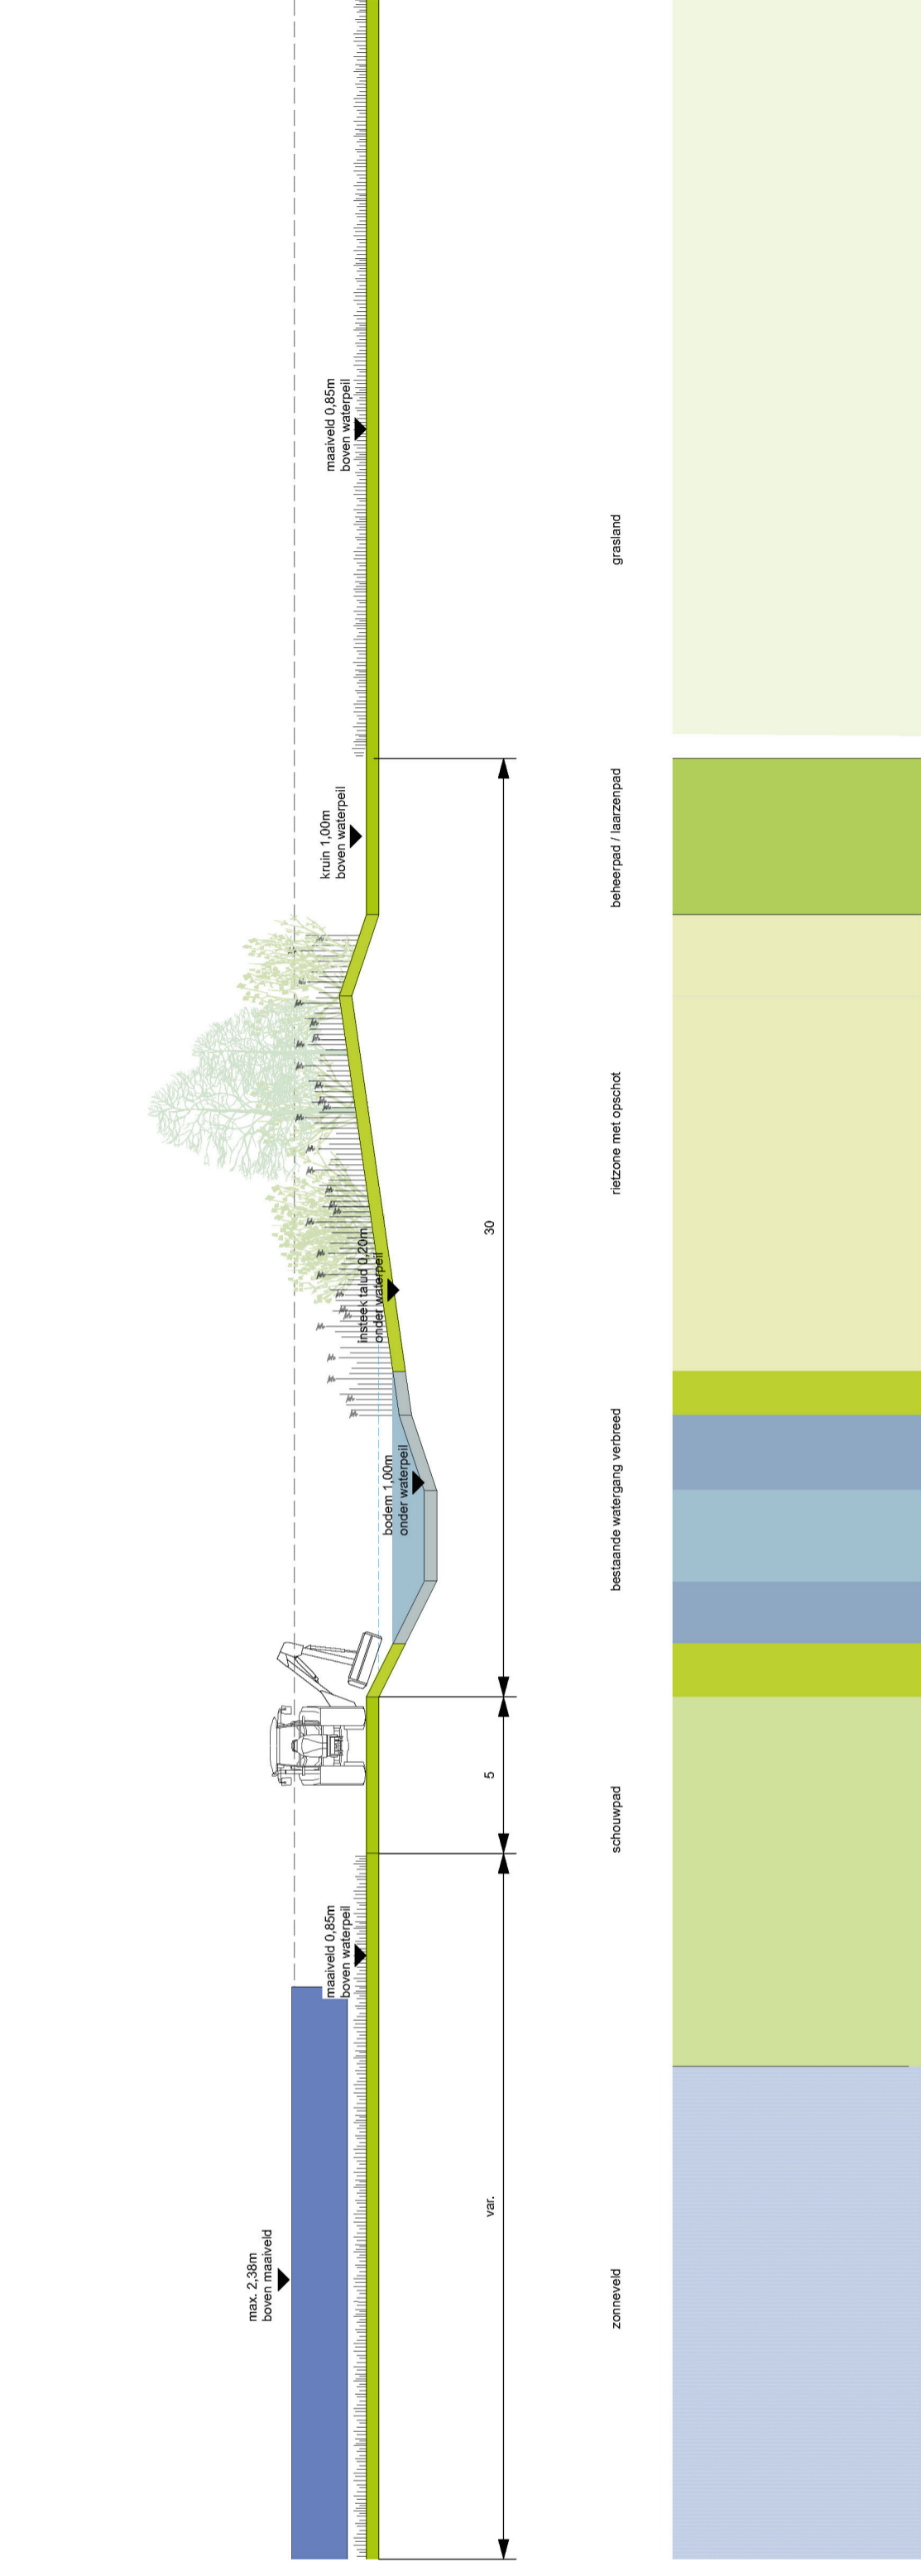 max. 2,38m
boven maaiveld
maaiveld 0,85m
boven waterpeil
bodem 1,00m
onder waterpeil
insteek talud 0,20m
onder waterpeil
kruin 1,00m
boven waterpeil
maaiveld 0,85m
boven waterpeil
var.
5
30
zonneveld
schouwpad
bestaande watergang verbreed
rietzone met opschot
beheerpad / laarzenpad
grasland